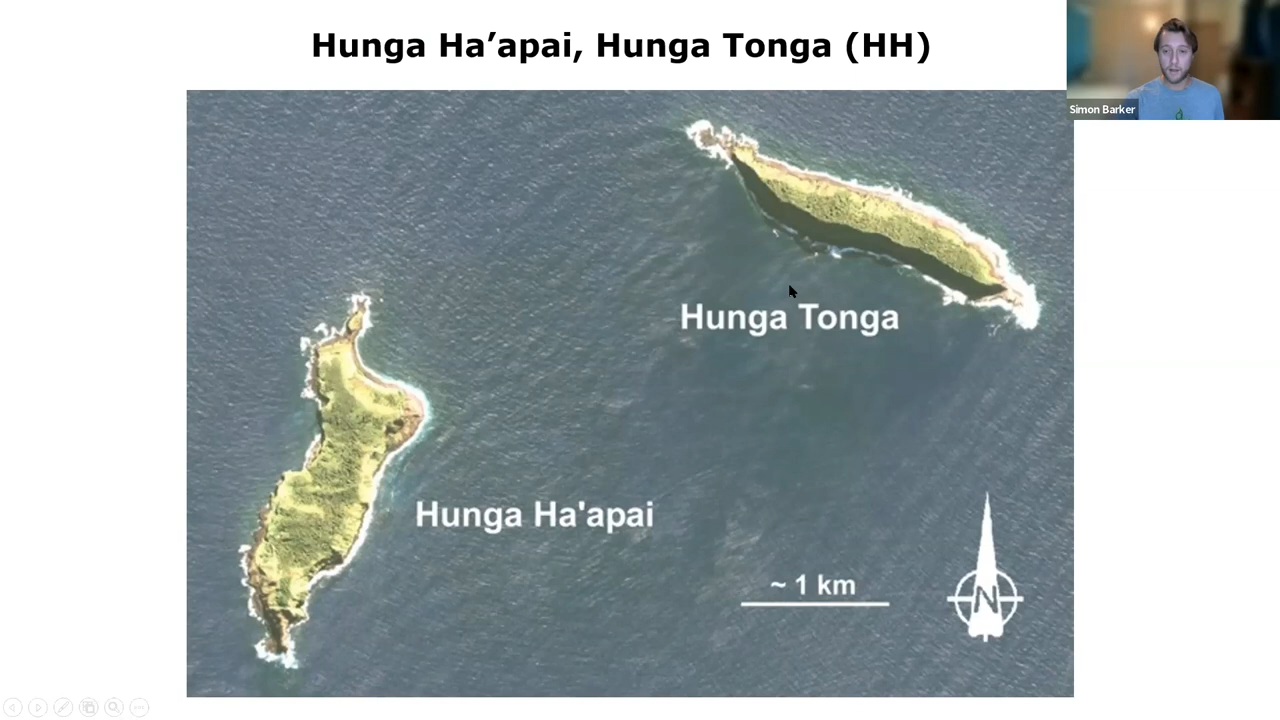 Hunga Ha’apai, Hunga Tonga (HH)
Simon Barker
Hunga Tonga
Hunga Ha'apai
~ 1 km
N